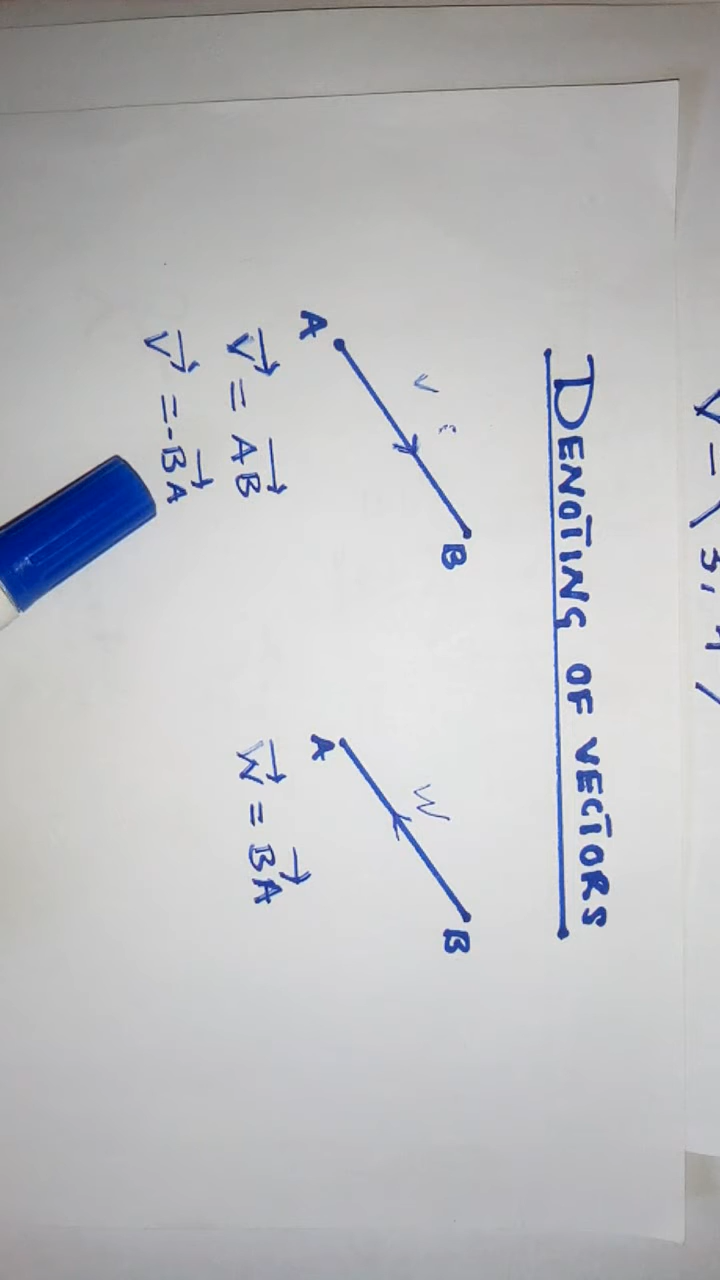 DENOTING OF VECTORS
V
A
B
V⃗ = A⃗B⃗
V⃗ = -B⃗A⃗
W
A
B
W⃗ = B⃗A⃗